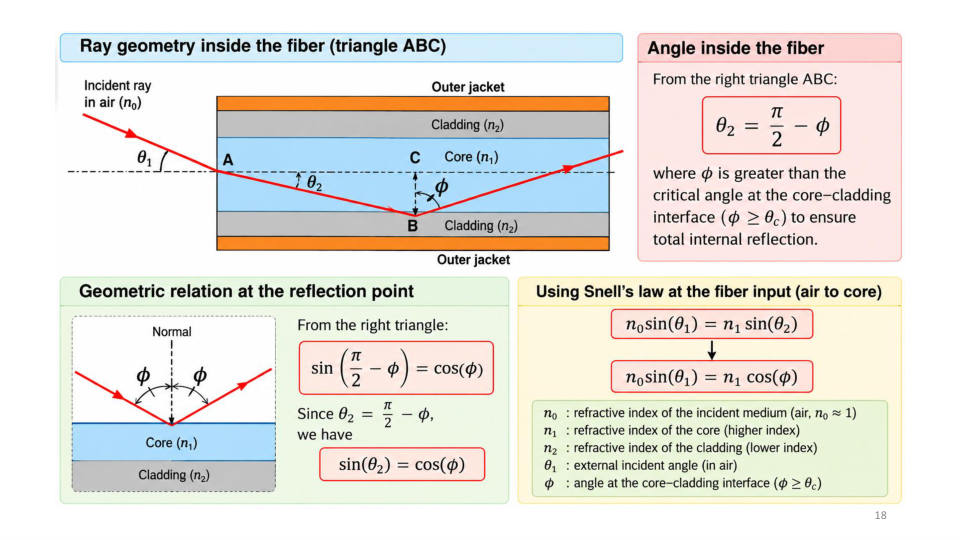 Ray geometry inside the fiber (triangle ABC)
Incident ray
in air (n₀)
θ₁
Outer jacket
Cladding (n₂)
A
C
Core (n₁)
θ₂
ϕ
B
Cladding (n₂)
Outer jacket
Angle inside the fiber
From the right triangle ABC:
θ₂ = π/2 − ϕ
where ϕ is greater than the
critical angle at the core–cladding
interface (ϕ ≥ θc) to ensure
total internal reflection.
Geometric relation at the reflection point
Normal
ϕ ϕ
Core (n₁)
Cladding (n₂)
From the right triangle:
sin (π/2 − ϕ) = cos(ϕ)
Since θ₂ = π/2 − ϕ,
we have
sin(θ₂) = cos(ϕ)
Using Snell's law at the fiber input (air to core)
n₀sin(θ₁) = n₁ sin(θ₂)
n₀sin(θ₁) = n₁ cos(ϕ)
n₀ : refractive index of the incident medium (air, n₀ ≈ 1)
n₁ : refractive index of the core (higher index)
n₂ : refractive index of the cladding (lower index)
θ₁ : external incident angle (in air)
ϕ : angle at the core–cladding interface (ϕ ≥ θc)
18